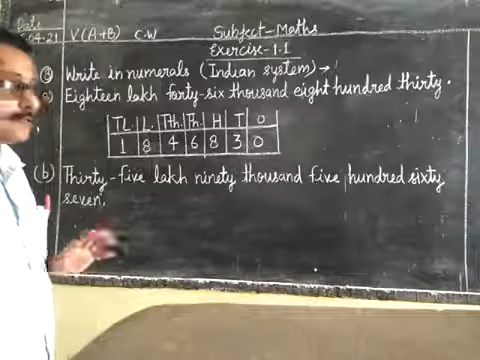 Date
04.21 V(A+B) C.W Subject-Maths
Exercise-1.1
Write in numerals (Indian system) →
Eighteen lakh forty-six thousand eight hundred thirty.
TL. L. TTh. Th. H T O
1 8 4 6 8 3 0
(b) Thirty-five lakh ninety thousand five hundred sixty
seven.